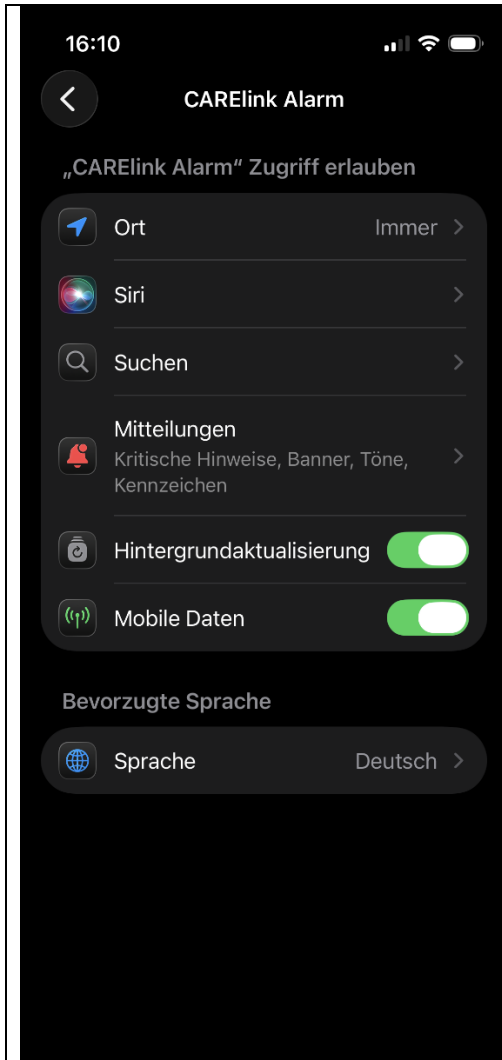 16:10
CARElink Alarm
„CARElink Alarm“ Zugriff erlauben
Ort Immer
Siri
Suchen
Mitteilungen
Kritische Hinweise, Banner, Töne,
Kennzeichen
Hintergrundaktualisierung
Mobile Daten
Bevorzugte Sprache
Sprache Deutsch